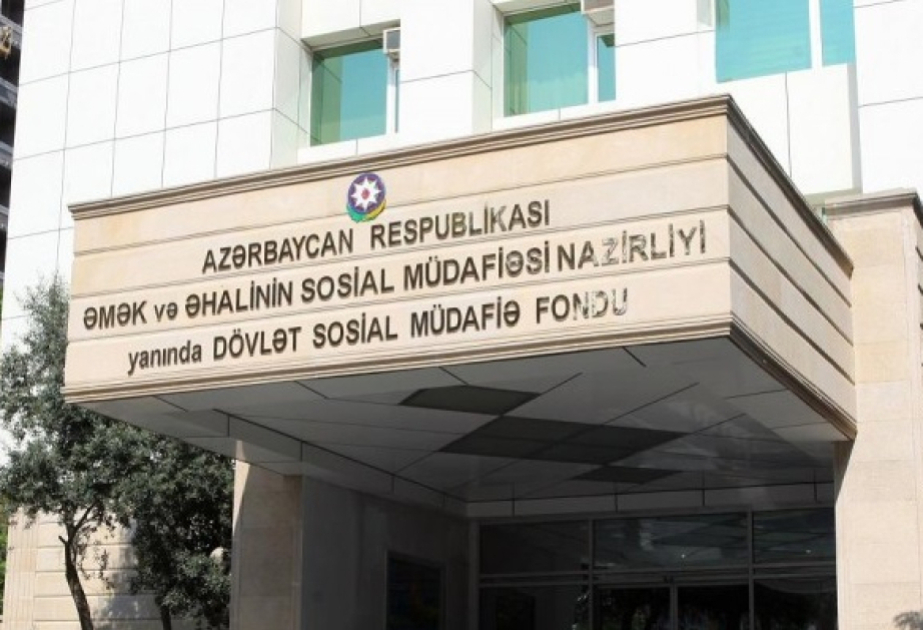 AZƏRBAYCAN RESPUBLİKASI
ƏMƏK və ƏHALİNİN SOSİAL MÜDAFİƏSİ NAZİRLİYİ
yanında DÖVLƏT SOSİAL MÜDAFİƏ FONDU